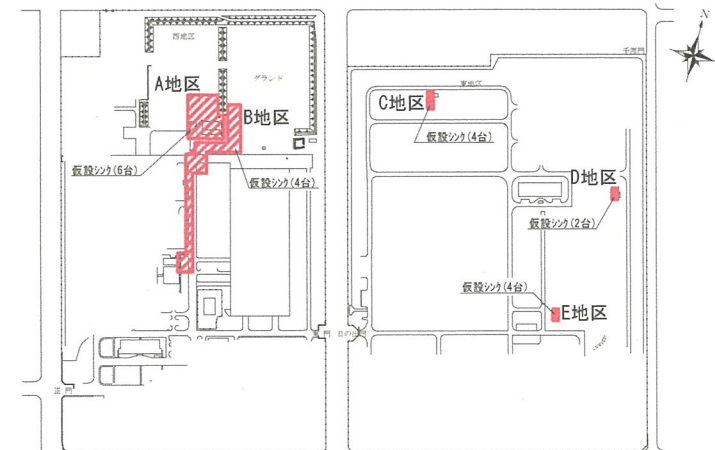 N
西地区
千歳門
グランド
A地区
東地区
B地区
C地区
仮設シンク(4台)
仮設シンク(6台)
D地区
仮設シンク(4台)
仮設シンク(2台)
仮設シンク(4台)
E地区
東門
日の出門
正門